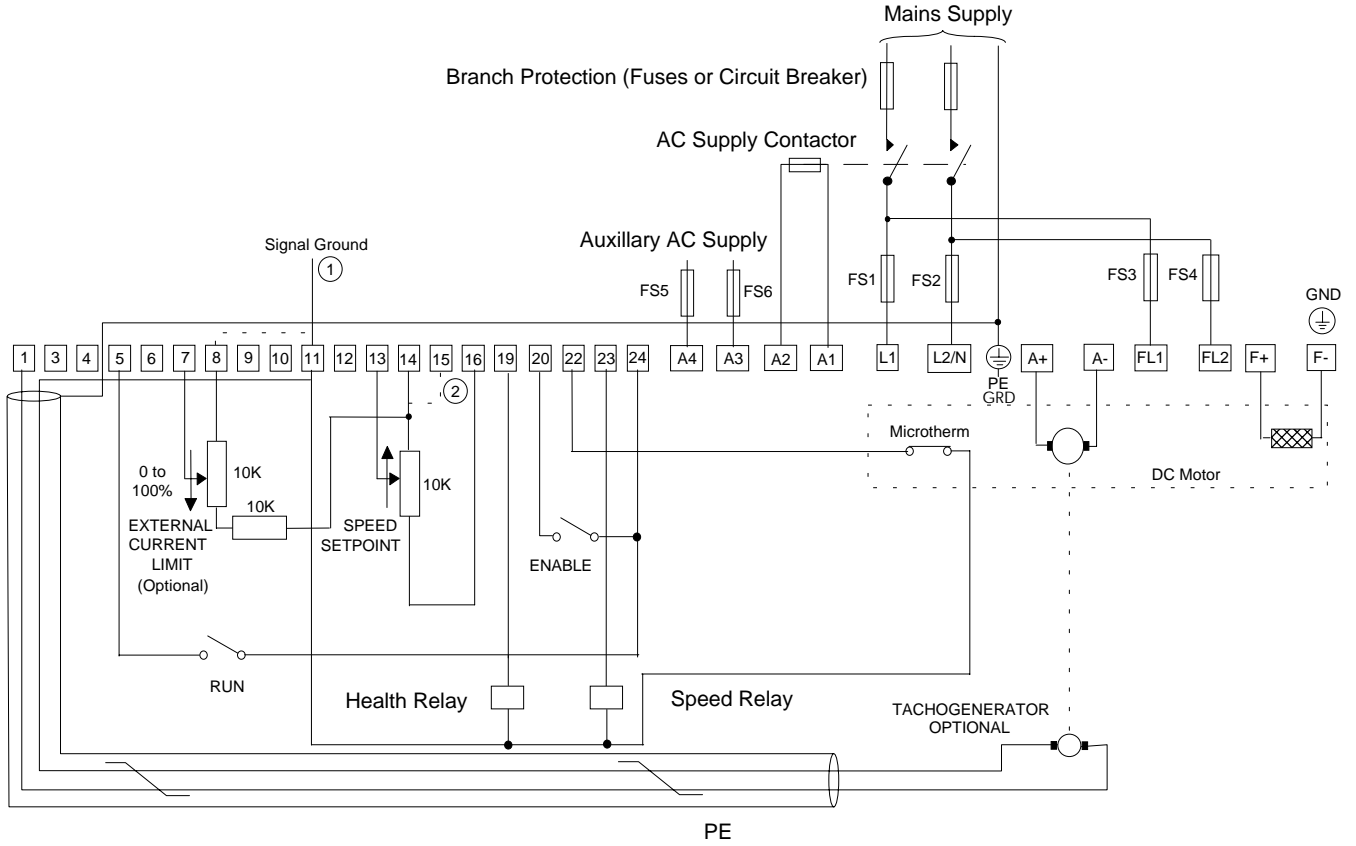 Mains Supply
Branch Protection (Fuses or Circuit Breaker)
AC Supply Contactor
Signal Ground
1
Auxillary AC Supply
FS5
FS6
FS1
FS2
FS3
FS4
GND
1 3 4 5 6 7 8 9 10 11 12 13 14 15 16 19 20 22 23 24 A4 A3 A2 A1 L1 L2/N A+ A- FL1 FL2 F+ F-
PE
GRD
2
Microtherm
DC Motor
0 to
100%
10K
10K
10K
EXTERNAL
CURRENT
LIMIT
(Optional)
SPEED
SETPOINT
ENABLE
RUN
Health Relay
Speed Relay
TACHOGENERATOR
OPTIONAL
PE